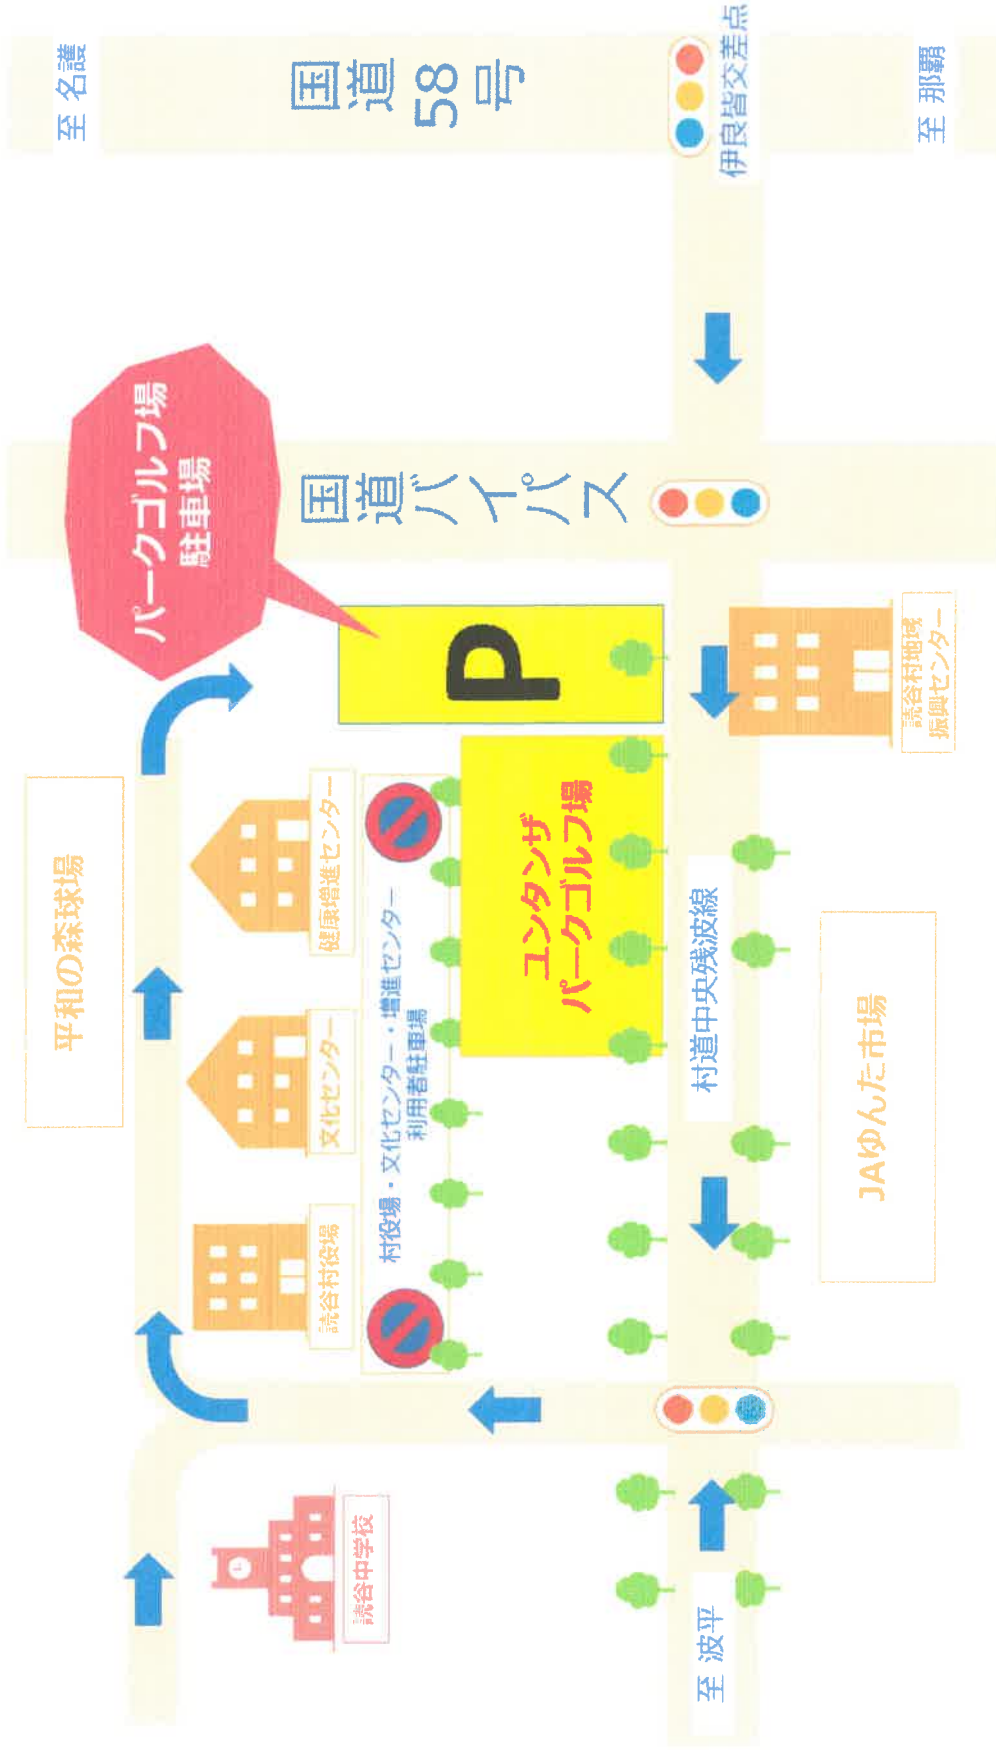 平和の森球場
読谷中学校
読谷村役場
文化センター
健康増進センター
パークゴルフ場
駐車場
至 名護
国道
58
号
村役場・文化センター・増進センター
利用者駐車場
P
国道バイパス
ユンタンザ
パークゴルフ場
至 波平
村道中央残波線
伊良皆交差点
JAゆんた市場
読谷村地域
振興センター
至 那覇